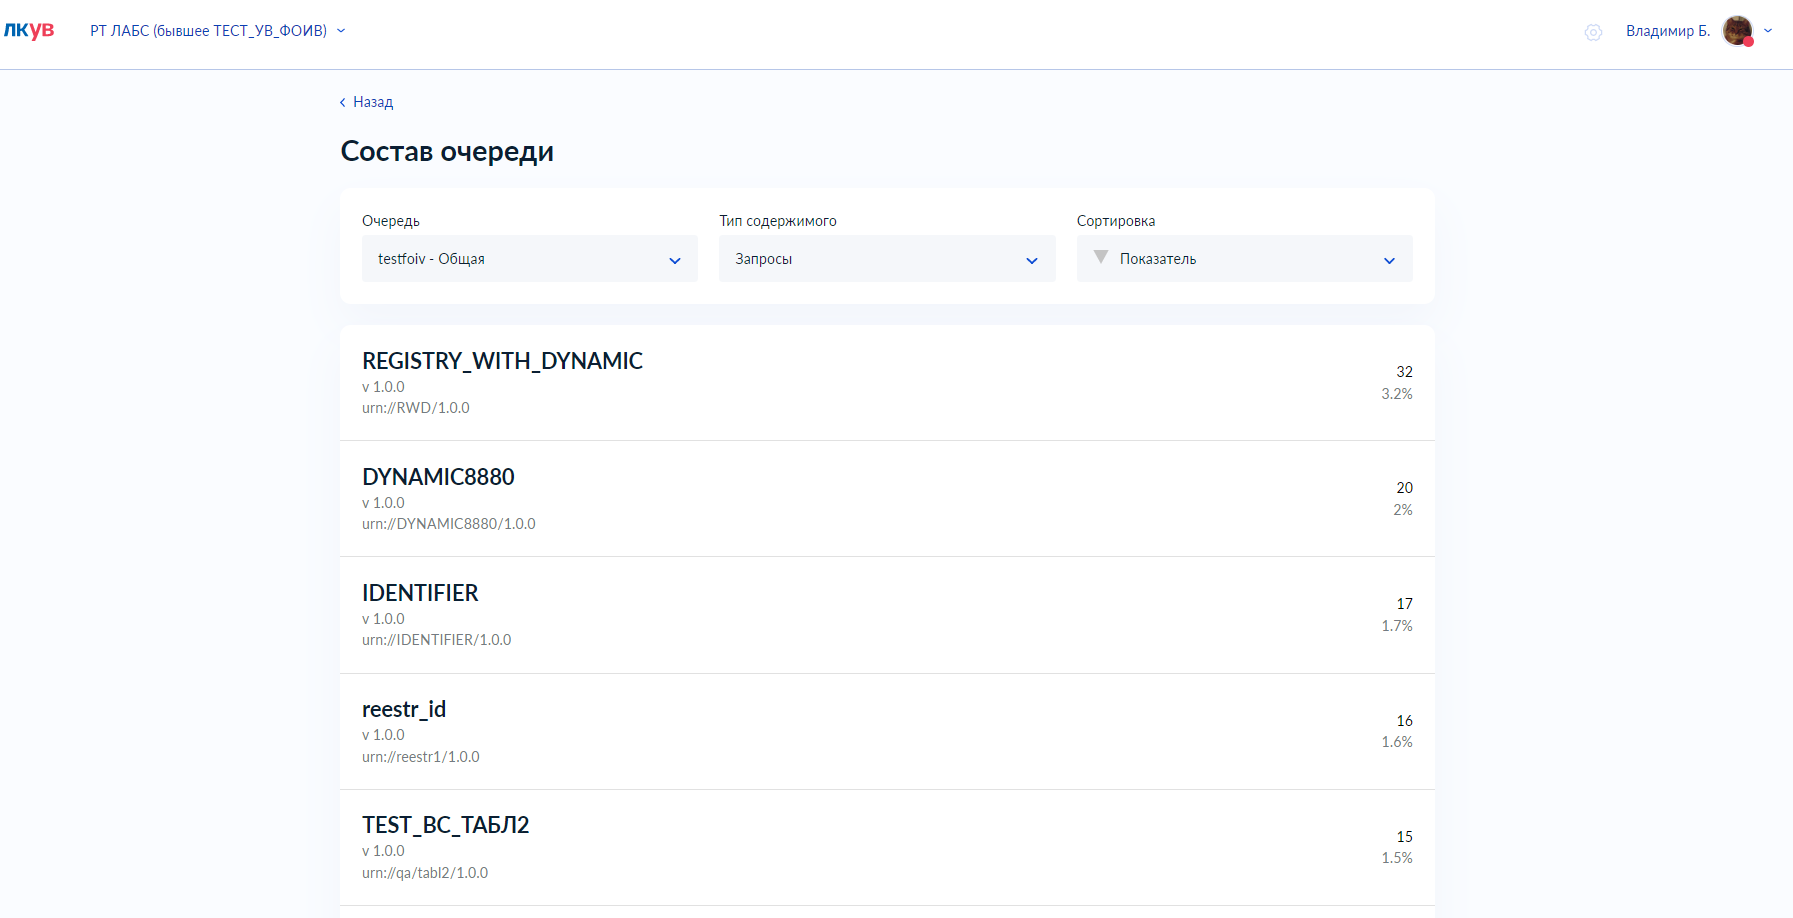 ЛКУВ
РТ ЛАБС (бывшее ТЕСТ_УВ_ФОИВ)
Владимир Б.
Назад
Состав очереди
Очередь
testfoiv - Общая
Тип содержимого
Запросы
Сортировка
Показатель
REGISTRY_WITH_DYNAMIC
v 1.0.0
urn://RWD/1.0.0
32
3.2%
DYNAMIC8880
v 1.0.0
urn://DYNAMIC8880/1.0.0
20
2%
IDENTIFIER
v 1.0.0
urn://IDENTIFIER/1.0.0
17
1.7%
reestr_id
v 1.0.0
urn://reestr1/1.0.0
16
1.6%
TEST_ВС_ТАБЛ2
v 1.0.0
urn://qa/tabl2/1.0.0
15
1.5%